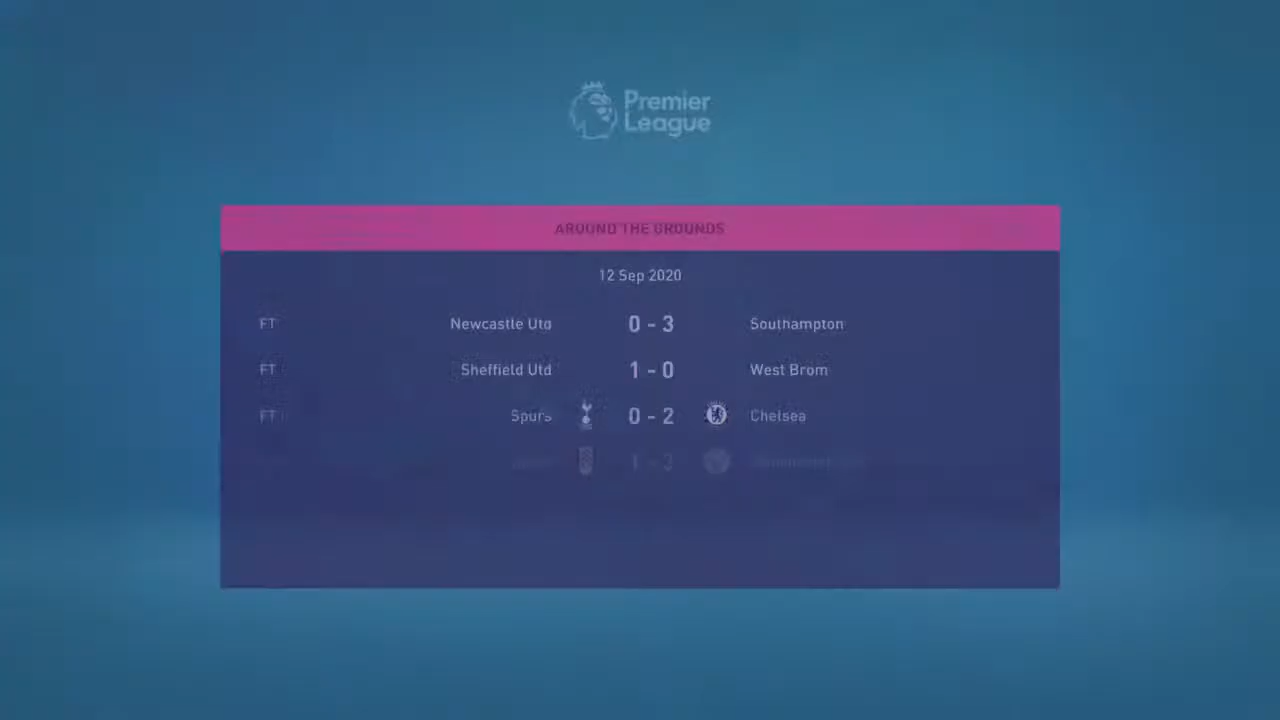 Premier
League
AROUND THE GROUNDS
12 Sep 2020
FT Newcastle Utd 0 - 3 Southampton
FT Sheffield Utd 1 - 0 West Brom
FT Spurs 0 - 2 Chelsea